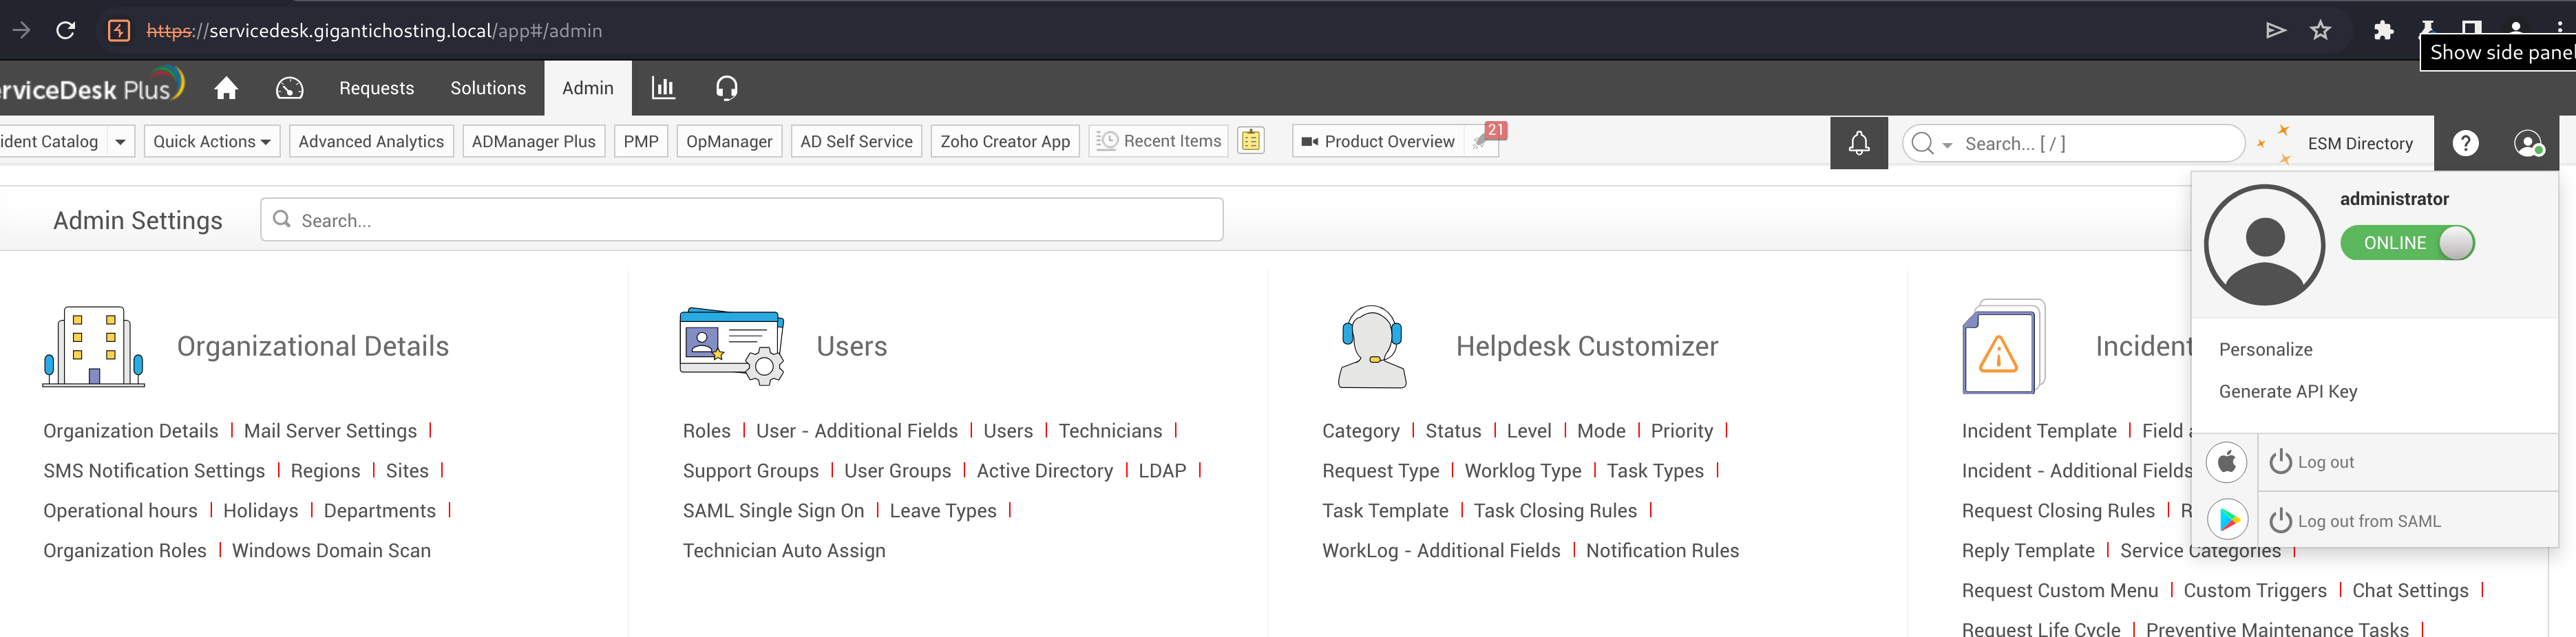 https://servicedesk.gigantichosting.local/app#/admin
Show side panel
rviceDesk Plus Requests Solutions Admin
ident Catalog Quick Actions Advanced Analytics ADManager Plus PMP OpManager AD Self Service Zoho Creator App Recent Items Product Overview 21 Search... [ / ] ESM Directory ?
administrator
ONLINE
Personalize
Generate API Key
Log out
Log out from SAML
Admin Settings Search...
Organizational Details
Organization Details | Mail Server Settings |
SMS Notification Settings | Regions | Sites |
Operational hours | Holidays | Departments |
Organization Roles | Windows Domain Scan
Users
Roles | User - Additional Fields | Users | Technicians |
Support Groups | User Groups | Active Directory | LDAP |
SAML Single Sign On | Leave Types |
Technician Auto Assign
Helpdesk Customizer
Category | Status | Level | Mode | Priority |
Request Type | Worklog Type | Task Types |
Task Template | Task Closing Rules |
WorkLog - Additional Fields | Notification Rules
Incident
Incident Template | Field a
Incident - Additional Fields
Request Closing Rules | R
Reply Template | Service Categories |
Request Custom Menu | Custom Triggers | Chat Settings |
Request Life Cycle | Preventive Maintenance Tasks |